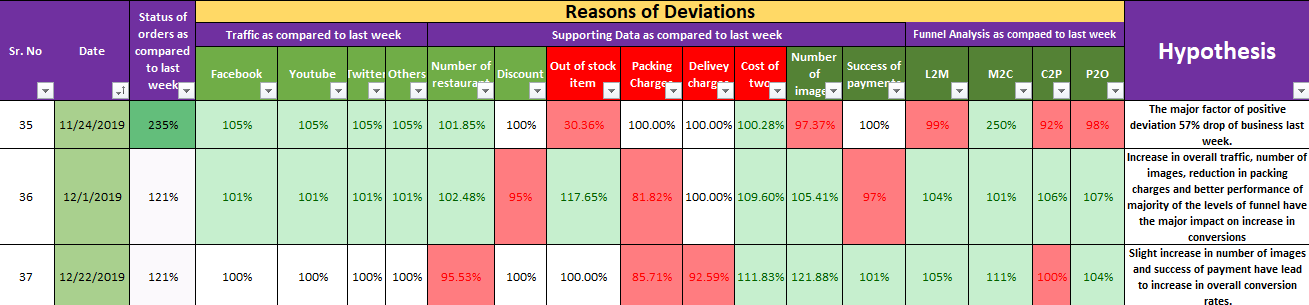 Reasons of Deviations
Sr. No
Date
Status of
orders as
compared
to last
week
Traffic as compared to last week
Supporting Data as compared to last week
Funnel Analysis as compaed to last week
Hypothesis
Facebook
Youtube
Twitter
Others
Number of
restaurant
Discount
Out of stock
item
Packing
Charges
Delivey
charges
Cost of
two
Number
of
images
Success of
payments
L2M
M2C
C2P
P2O
35 11/24/2019 235% 105% 105% 105% 105% 101.85% 100% 30.36% 100.00% 100.00% 100.28% 97.37% 100% 99% 250% 92% 98%
The major factor of positive
deviation 57% drop of business last
week.
36 12/1/2019 121% 101% 101% 101% 101% 102.48% 95% 117.65% 81.82% 100.00% 109.60% 105.41% 97% 104% 101% 106% 107%
Increase in overall traffic, number of
images, reduction in packing
charges and better performance of
majority of the levels of funnel have
the major impact on increase in
conversions
37 12/22/2019 121% 100% 100% 100% 100% 95.53% 100% 100.00% 85.71% 92.59% 111.83% 121.88% 101% 105% 111% 100% 104%
Slight increase in number of images
and success of payment have lead
to increase in overall conversion
rates.